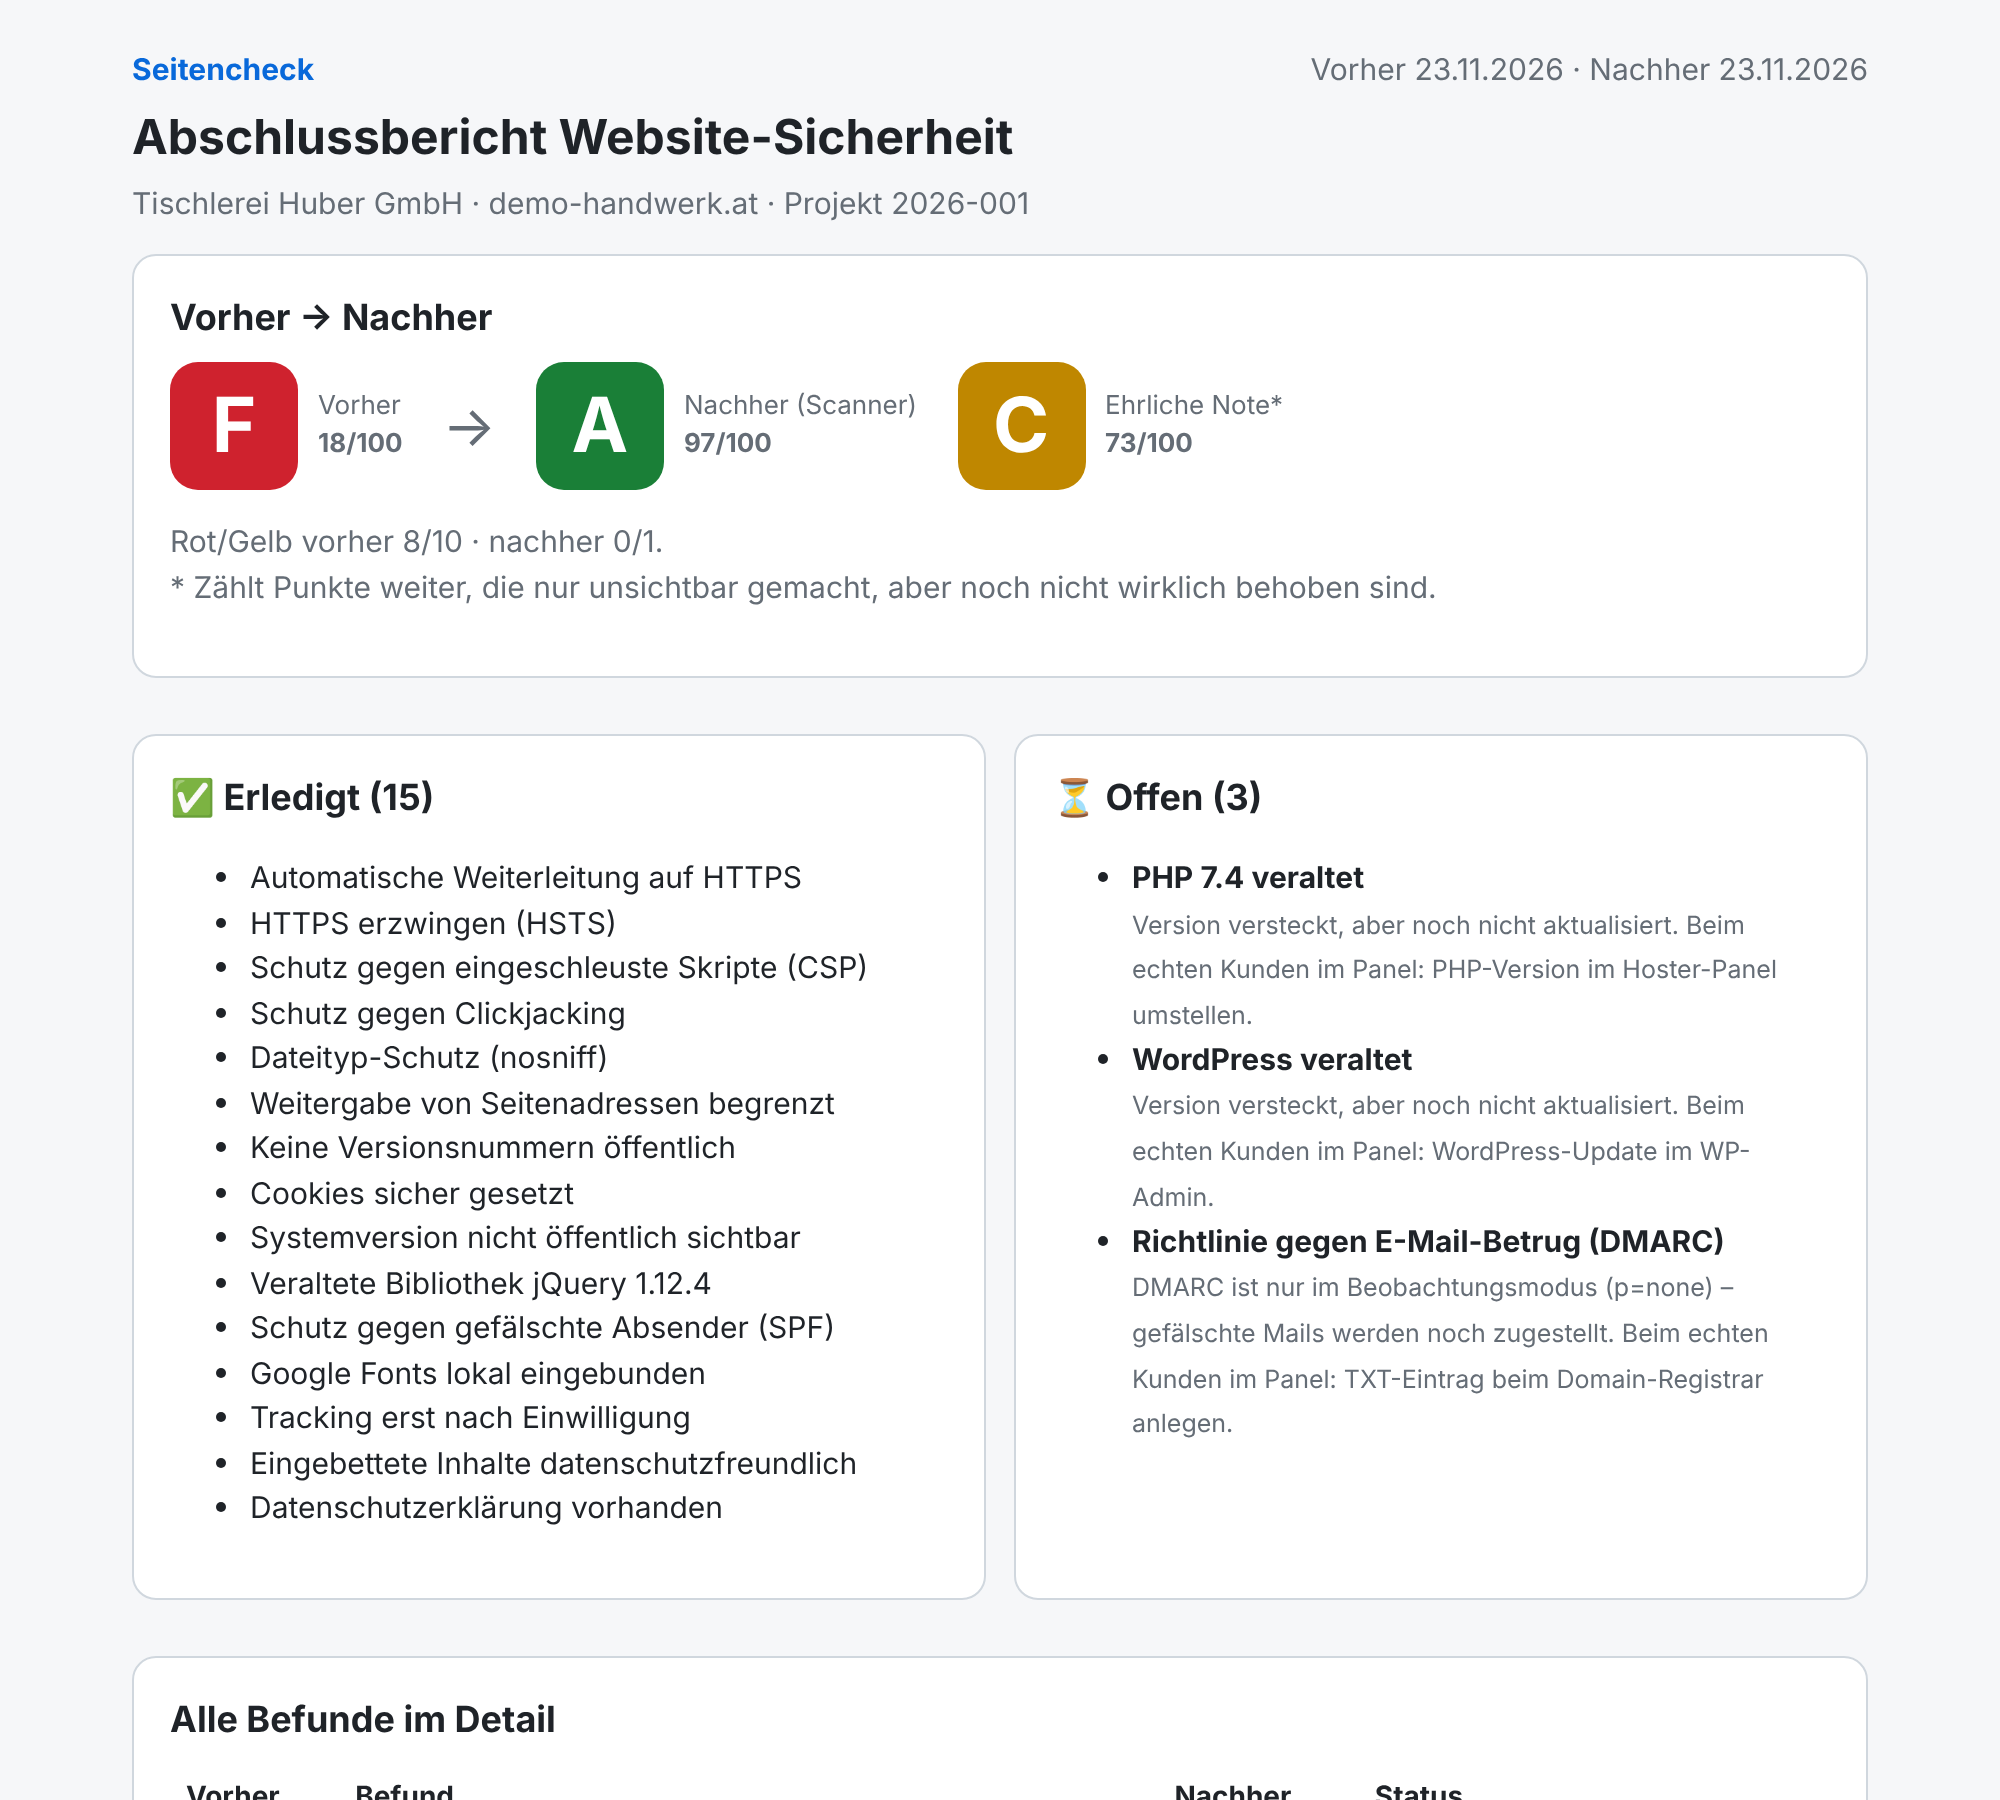 Seitencheck
Vorher 23.11.2026 · Nachher 23.11.2026
Abschlussbericht Website-Sicherheit
Tischlerei Huber GmbH · demo-handwerk.at · Projekt 2026-001
Vorher → Nachher
F
Vorher
18/100
→
A
Nachher (Scanner)
97/100
C
Ehrliche Note*
73/100
Rot/Gelb vorher 8/10 · nachher 0/1.
* Zählt Punkte weiter, die nur unsichtbar gemacht, aber noch nicht wirklich behoben sind.
✅ Erledigt (15)
• Automatische Weiterleitung auf HTTPS
• HTTPS erzwingen (HSTS)
• Schutz gegen eingeschleuste Skripte (CSP)
• Schutz gegen Clickjacking
• Dateityp-Schutz (nosniff)
• Weitergabe von Seitenadressen begrenzt
• Keine Versionsnummern öffentlich
• Cookies sicher gesetzt
• Systemversion nicht öffentlich sichtbar
• Veraltete Bibliothek jQuery 1.12.4
• Schutz gegen gefälschte Absender (SPF)
• Google Fonts lokal eingebunden
• Tracking erst nach Einwilligung
• Eingebettete Inhalte datenschutzfreundlich
• Datenschutzerklärung vorhanden
⏳ Offen (3)
• PHP 7.4 veraltet
Version versteckt, aber noch nicht aktualisiert. Beim
echten Kunden im Panel: PHP-Version im Hoster-Panel
umstellen.
• WordPress veraltet
Version versteckt, aber noch nicht aktualisiert. Beim
echten Kunden im Panel: WordPress-Update im WP-
Admin.
• Richtlinie gegen E-Mail-Betrug (DMARC)
DMARC ist nur im Beobachtungsmodus (p=none) –
gefälschte Mails werden noch zugestellt. Beim echten
Kunden im Panel: TXT-Eintrag beim Domain-Registrar
anlegen.
Alle Befunde im Detail
Vorher Befund Nachher Status